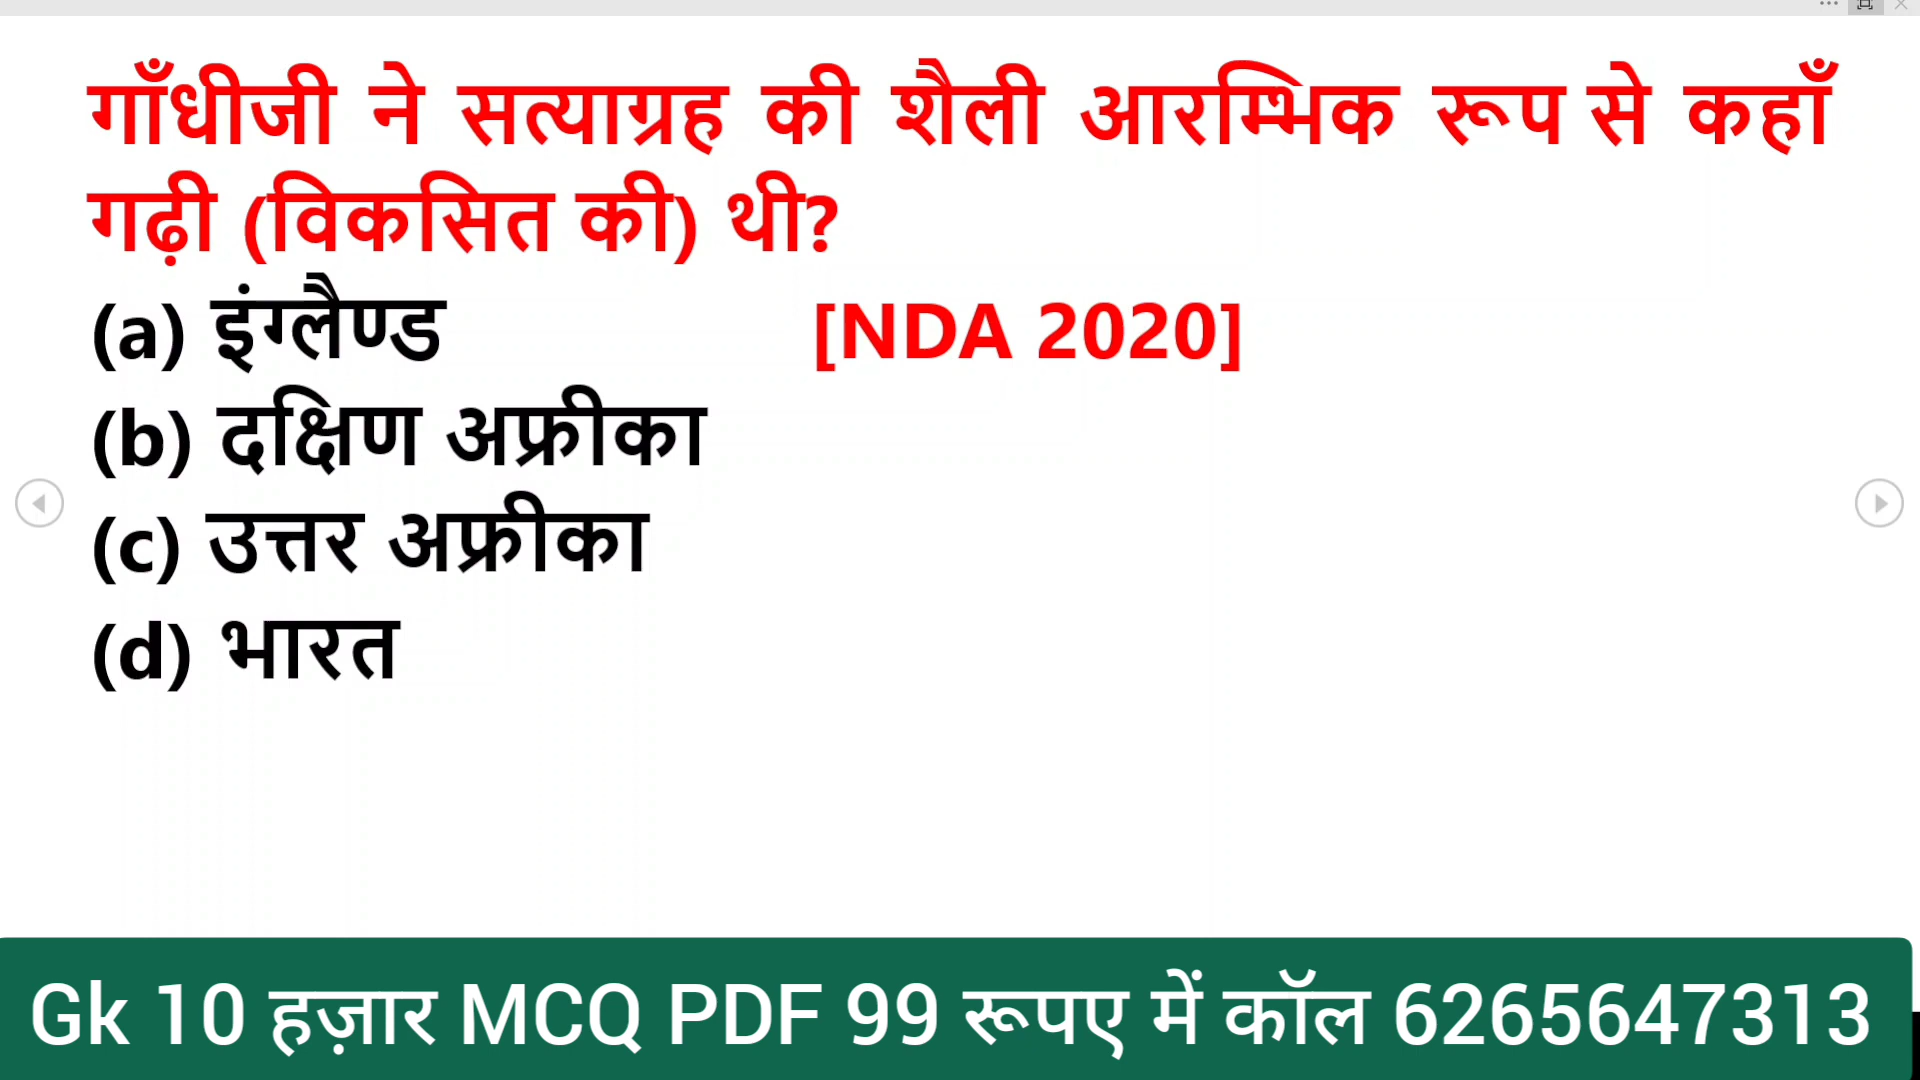 गाँधीजी ने सत्याग्रह की शैली आरम्भिक रूप से कहाँ
गढ़ी (विकसित की) थी?
(a) इंग्लैण्ड [NDA 2020]
(b) दक्षिण अफ्रीका
(c) उत्तर अफ्रीका
(d) भारत
Gk 10 हज़ार MCQ PDF 99 रूपए में कॉल 6265647313